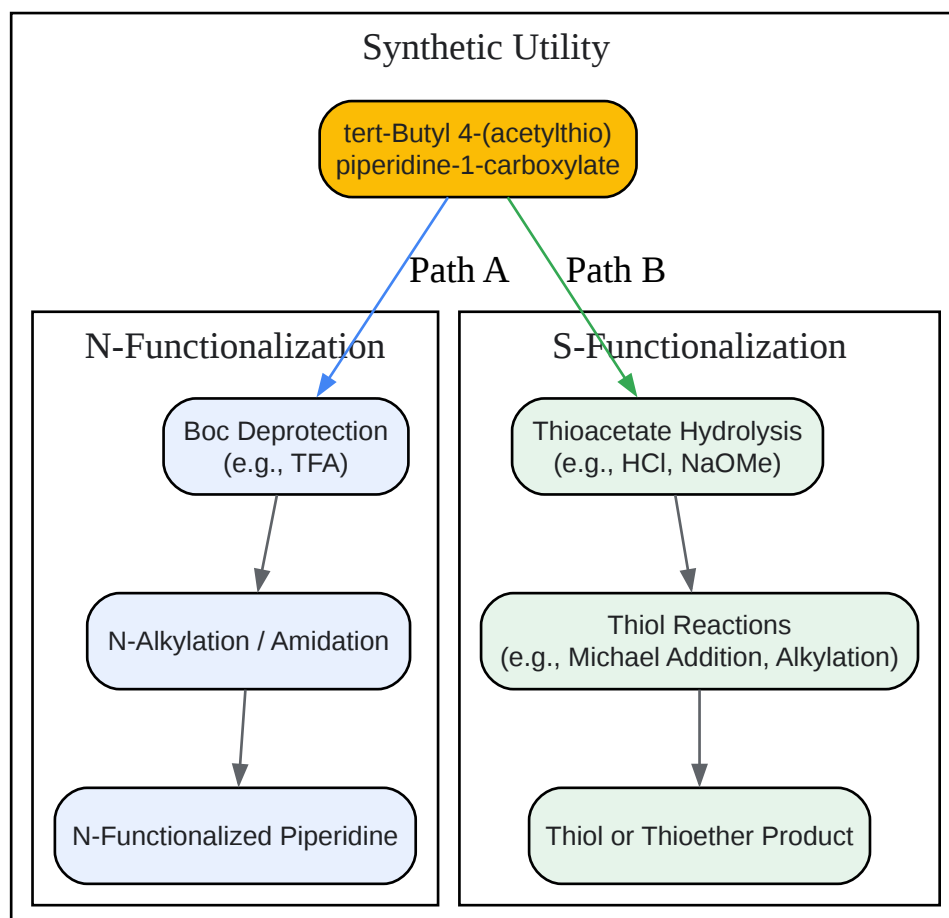 Synthetic Utility
tert-Butyl 4-(acetylthio)
piperidine-1-carboxylate
Path A
Path B
N-Functionalization
Boc Deprotection
(e.g., TFA)
N-Alkylation / Amidation
N-Functionalized Piperidine
S-Functionalization
Thioacetate Hydrolysis
(e.g., HCl, NaOMe)
Thiol Reactions
(e.g., Michael Addition, Alkylation)
Thiol or Thioether Product